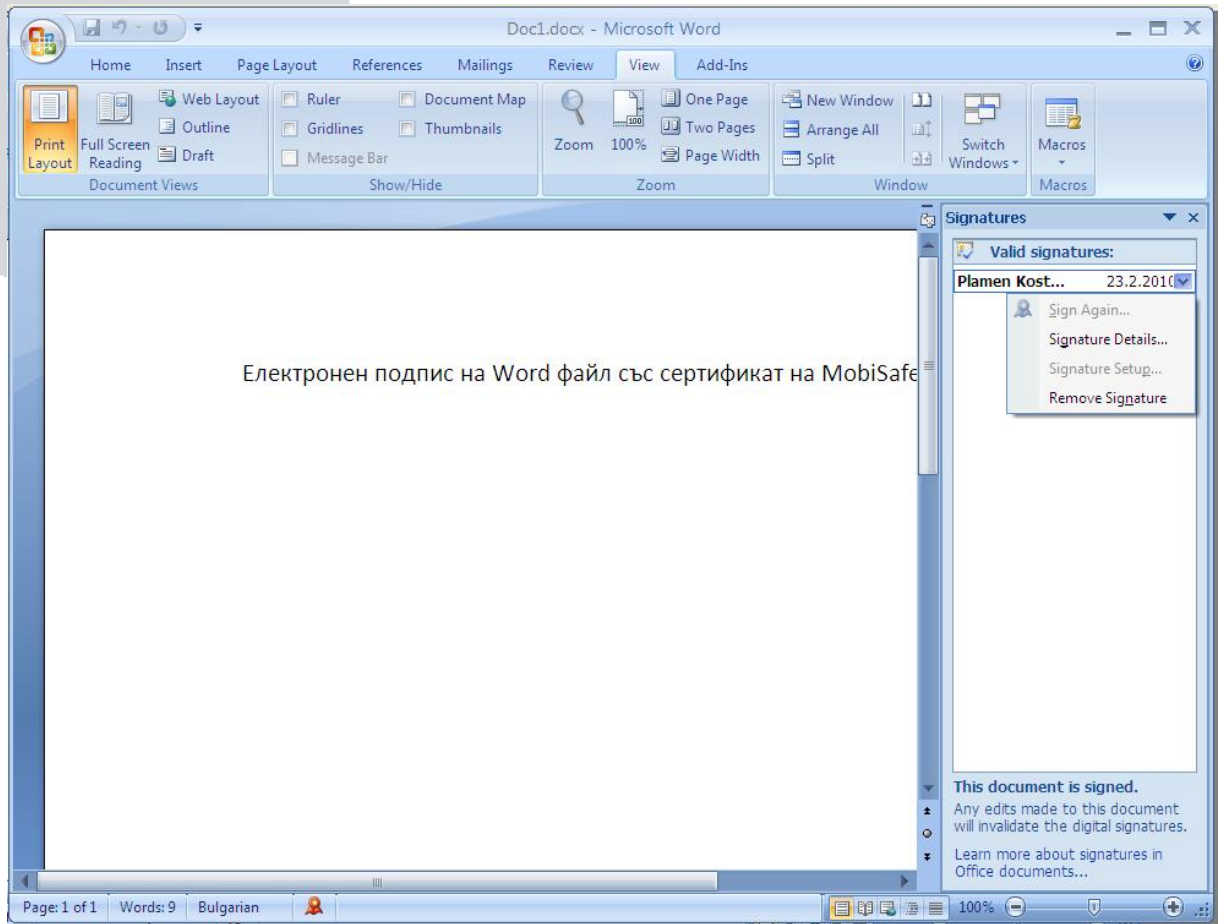 Doc1.docx - Microsoft Word
Home Insert Page Layout References Mailings Review View Add-Ins
Print Layout
Full Screen Reading
Web Layout
Outline
Draft
Document Views
Ruler
Gridlines
Message Bar
Document Map
Thumbnails
Show/Hide
Zoom
100%
One Page
Two Pages
Page Width
Zoom
New Window
Arrange All
Split
Switch Windows
Window
Macros
Macros
Signatures
Valid signatures:
Plamen Kost... 23.2.2010
Sign Again...
Signature Details...
Signature Setup...
Remove Signature
Електронен подпис на Word файл със сертификат на MobiSafe
This document is signed.
Any edits made to this document
will invalidate the digital signatures.
Learn more about signatures in
Office documents...
Page: 1 of 1 Words: 9 Bulgarian 100%